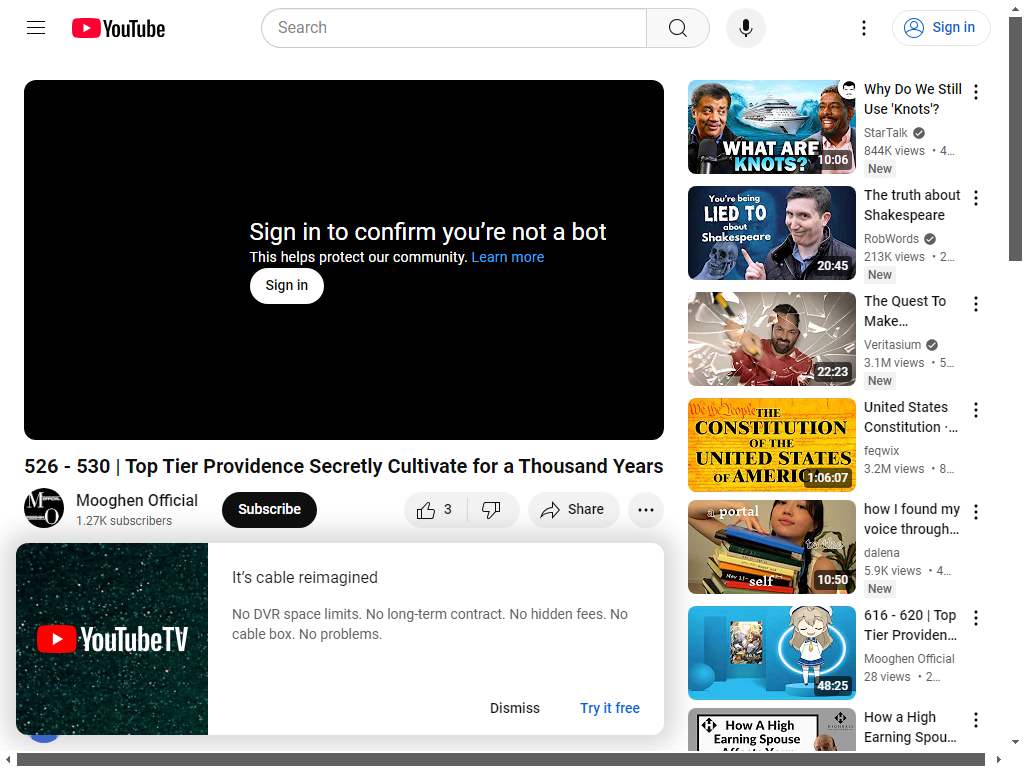 YouTube
Search
Sign in
Sign in to confirm you’re not a bot
This helps protect our community. Learn more
Sign in
526 - 530 | Top Tier Providence Secretly Cultivate for a Thousand Years
Mooghen Official
1.27K subscribers
Subscribe
3
Share
It’s cable reimagined
No DVR space limits. No long-term contract. No hidden fees. No
cable box. No problems.
YouTubeTV
Dismiss
Try it free
WHAT ARE
KNOTS?
10:06
Why Do We Still
Use 'Knots'?
StarTalk
844K views • 4…
New
You're being
LIED TO
about
Shakespeare
20:45
The truth about
Shakespeare
RobWords
213K views • 2…
New
22:23
The Quest To
Make…
Veritasium
3.1M views • 5…
New
We the People
THE
CONSTITUTION
OF THE
UNITED STATES
OF AMERIC
1:06:07
United States
Constitution ·…
feqwix
3.2M views • 8…
a portal
to the
self
10:50
how I found my
voice through…
dalena
5.9K views • 4…
New
48:25
616 - 620 | Top
Tier Providen…
Mooghen Official
28 views • 2…
How A High
Earning Spouse
How a High
Earning Spou…